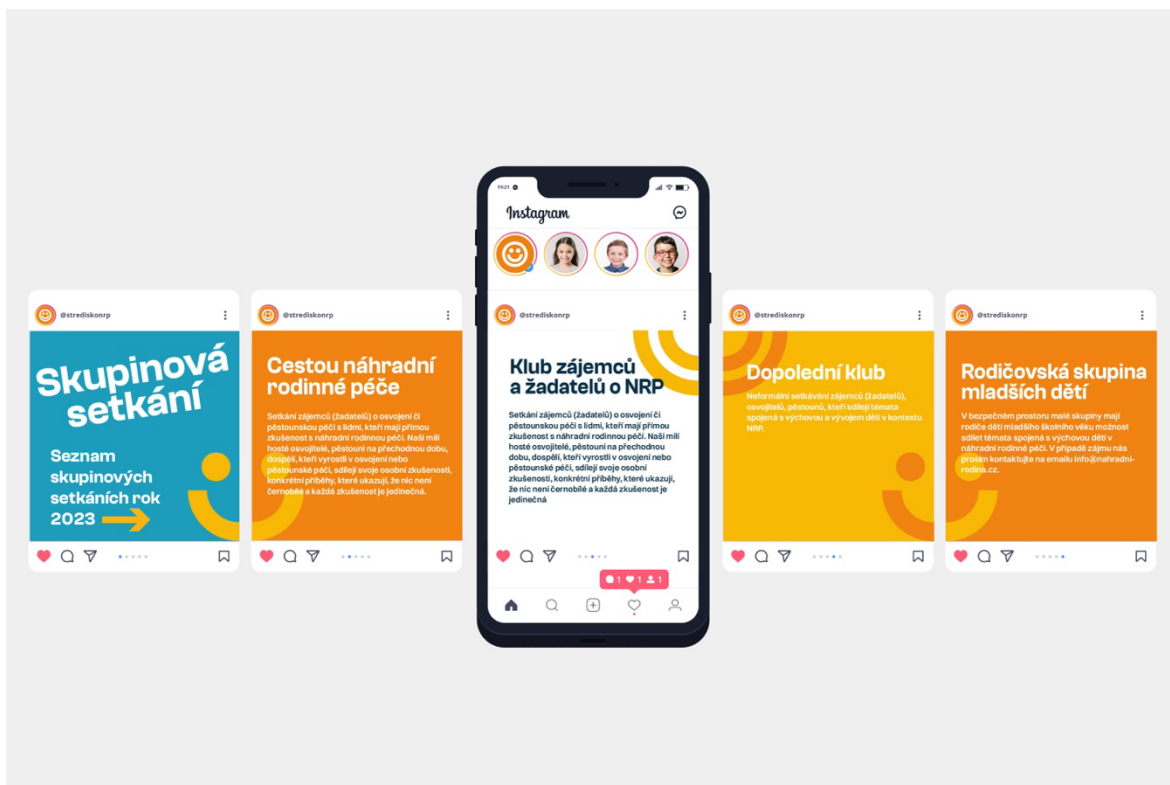 @strediskonrp
Skupinová
setkání
Seznam
skupinových
setkáních rok
2023
@strediskonrp
Cestou náhradní
rodinné péče
Setkání zájemců (žadatelů) o osvojení či
pěstounskou péči s lidmi, kteří mají přímou
zkušenost s náhradní rodinnou péčí. Naši milí
hosté osvojitelé, pěstouni na přechodnou dobu,
dospělí, kteří vyrostli v osvojení nebo
pěstounské péči, sdílejí svoje osobní zkušenosti,
konkrétní příběhy, které ukazují, že nic není
černobílé a každá zkušenost je jedinečná.
11:21
Instagram
@strediskonrp
Klub zájemců
a žadatelů o NRP
Setkání zájemců (žadatelů) o osvojení či
pěstounskou péči s lidmi, kteří mají přímou
zkušenost s náhradní rodinnou péčí. Naši milí
hosté osvojitelé, pěstouni na přechodnou
dobu, dospělí, kteří vyrostli v osvojení nebo
pěstounské péči, sdílejí svoje osobní
zkušenosti, konkrétní příběhy, které ukazují,
že nic není černobílé a každá zkušenost je
jedinečná
1 1 1
@strediskonrp
Dopolední klub
Neformální setkávání zájemců (žadatelů),
osvojitelů, pěstounů, kteří sdílejí témata
spojená s výchovou a vývojem dětí v kontextu
NRP.
@strediskonrp
Rodičovská skupina
mladších dětí
V bezpečném prostoru malé skupiny mají
rodiče dětí mladšího školního věku možnost
sdílet témata spojená s výchovou dětí v
náhradní rodinné péči. V případě zájmu nás
prosím kontaktujte na emailu info@nahradni-
rodina.cz.